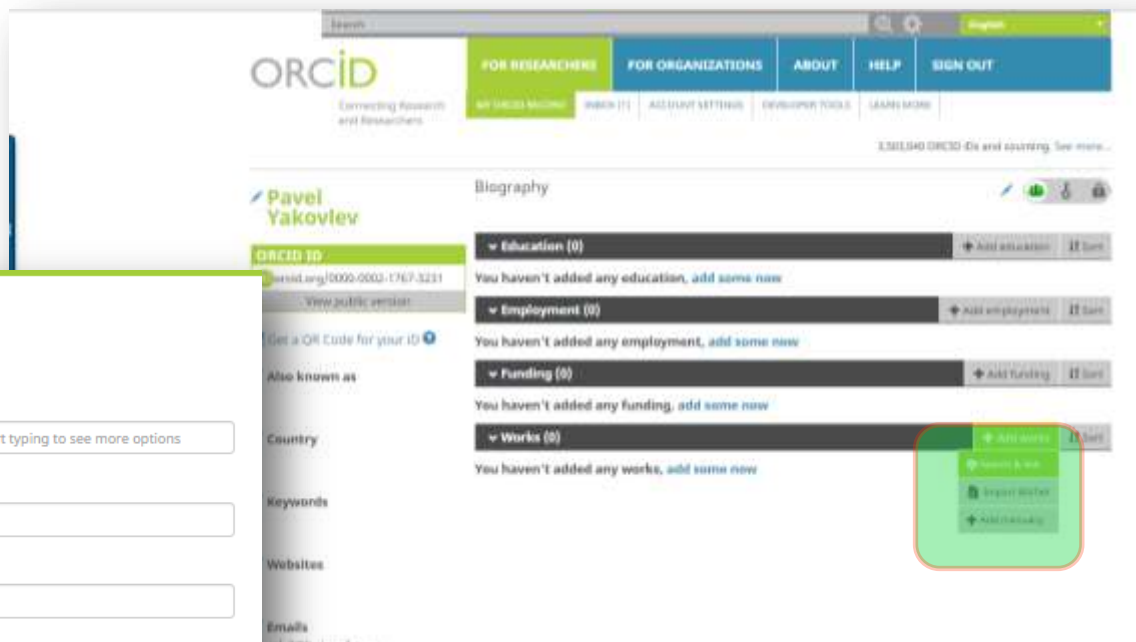 Search
English
ORCID
Connecting Research
and Researchers
FOR RESEARCHERS
FOR ORGANIZATIONS
ABOUT
HELP
SIGN OUT
MY ORCID RECORD
INBOX (1)
ACCOUNT SETTINGS
DEVELOPER TOOLS
LEARN MORE
ORCID iDs and counting. See more...
Pavel
Yakovlev
ORCID ID
orcid.org/0000-0002-1767-3231
View public version
Get a QR Code for your iD
Also known as
Country
Keywords
Websites
Emails
Biography
Education (0)
Add education
Sort
You haven't added any education, add some now
Employment (0)
Add employment
Sort
You haven't added any employment, add some now
Funding (0)
Add funding
Sort
You haven't added any funding, add some now
Works (0)
Add works
Sort
Search & link
Import BibTeX
Add manually
You haven't added any works, add some now
t typing to see more options